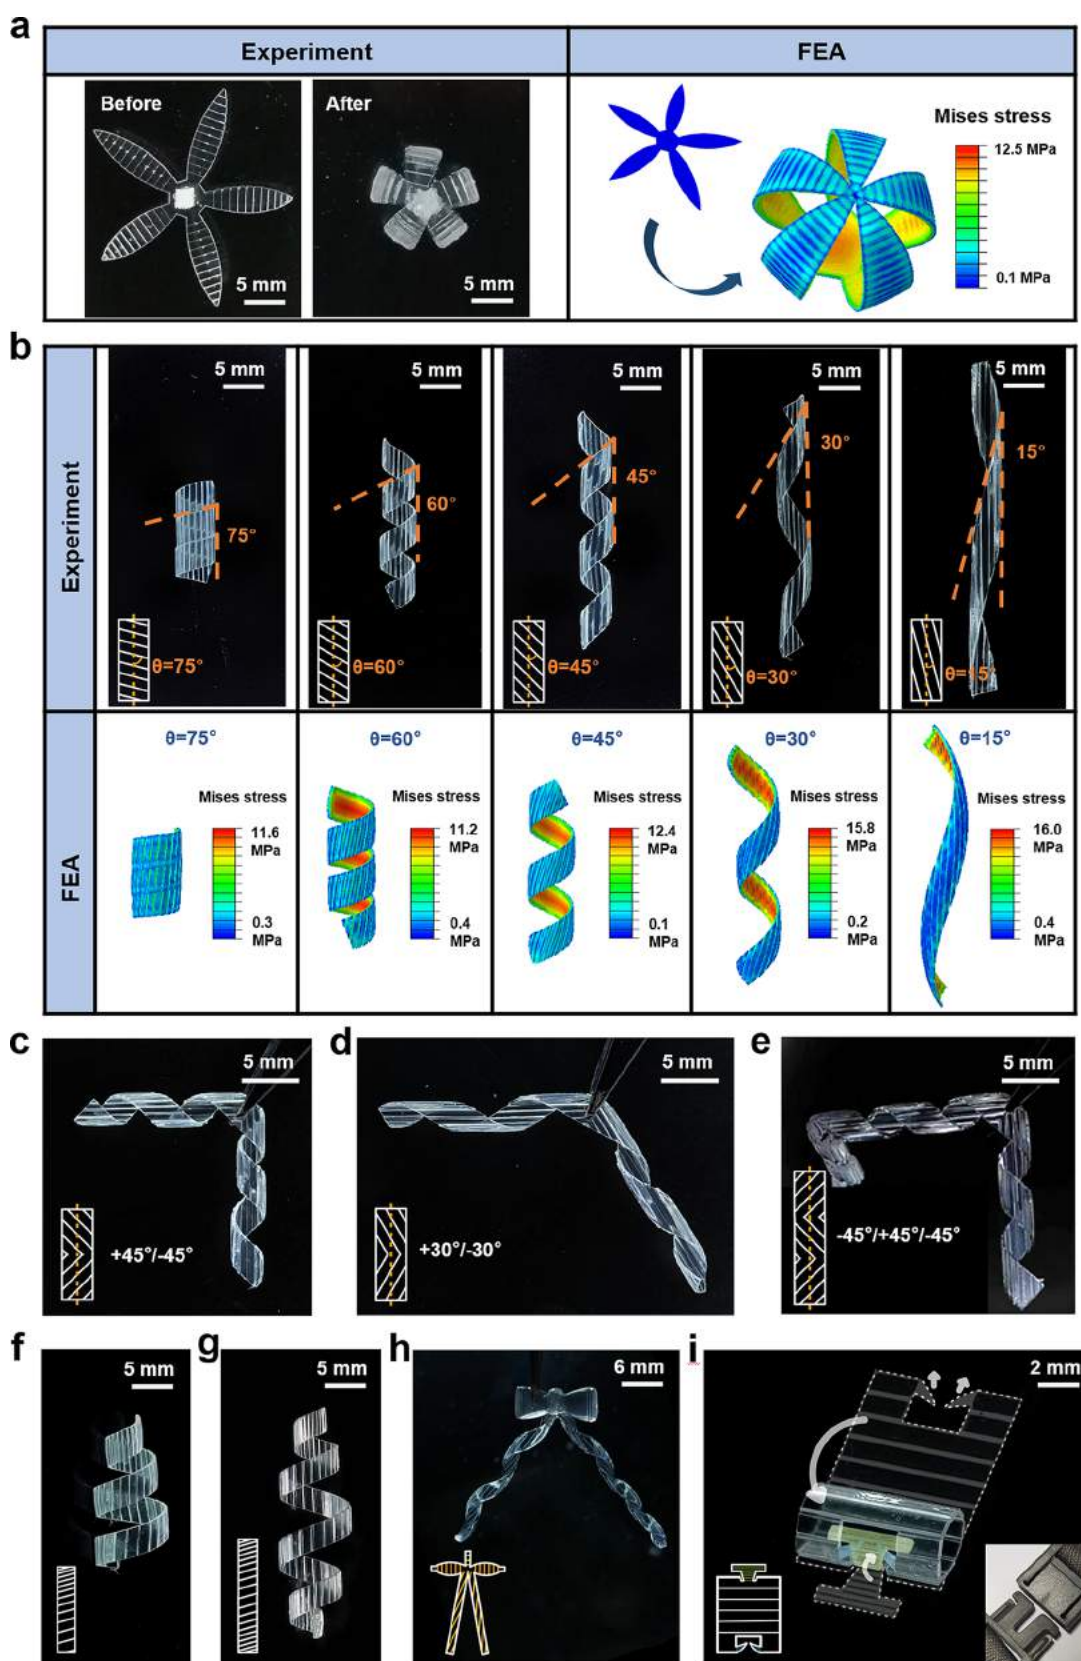 a
Experiment
FEA
Before
After
5 mm
5 mm
Mises stress
12.5 MPa
0.1 MPa
b
Experiment
5 mm
75°
θ=75°
5 mm
60°
θ=60°
5 mm
45°
θ=45°
5 mm
30°
θ=30°
5 mm
15°
θ=15°
FEA
θ=75°
Mises stress
11.6
MPa
0.3
MPa
θ=60°
Mises stress
11.2
MPa
0.4
MPa
θ=45°
Mises stress
12.4
MPa
0.1
MPa
θ=30°
Mises stress
15.8
MPa
0.2
MPa
θ=15°
Mises stress
16.0
MPa
0.4
MPa
c
5 mm
+45°/-45°
d
5 mm
+30°/-30°
e
5 mm
-45°/+45°/-45°
f
5 mm
g
5 mm
h
6 mm
i
2 mm